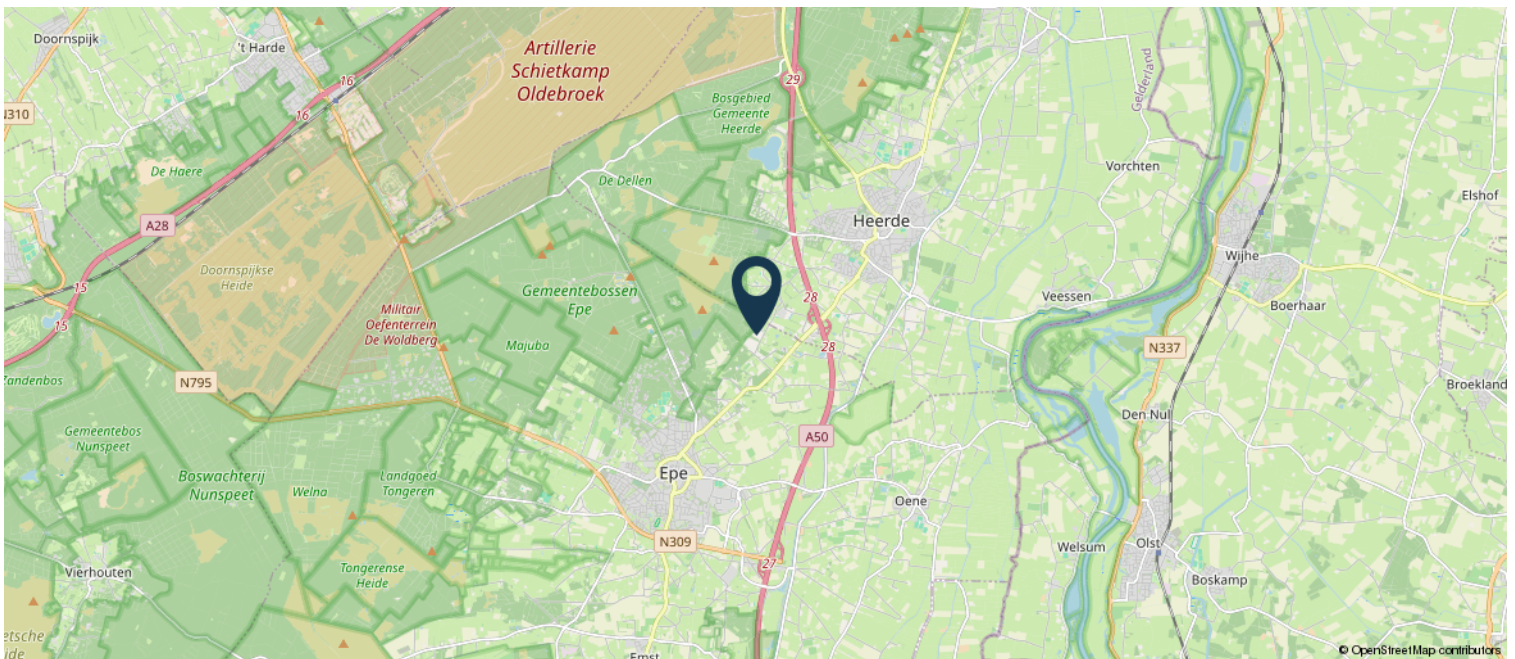 Doornspijk
't Harde
Artillerie
Schietkamp
Oldebroek
16
16
29
Gelderland
N310
Bosgebied
Gemeente
Heerde
De Haere
De Dellen
Vorchten
Elshof
A28
Heerde
Doornspijkse
Heide
Wijhe
15
15
Gemeentebossen
Epe
28
Veessen
Boerhaar
Militair
Oefenterrein
De Woldberg
Majuba
28
N337
Zandenbos
N795
Broekland
Den Nul
Gemeentebos
Nunspeet
A50
Boswachterij
Nunspeet
Landgoed
Tongeren
Epe
Welna
Oene
N309
Welsum
Olst
27
Vierhouten
Tongerense
Heide
Boskamp
etsche
ide
Emst
© OpenStreetMap contributors